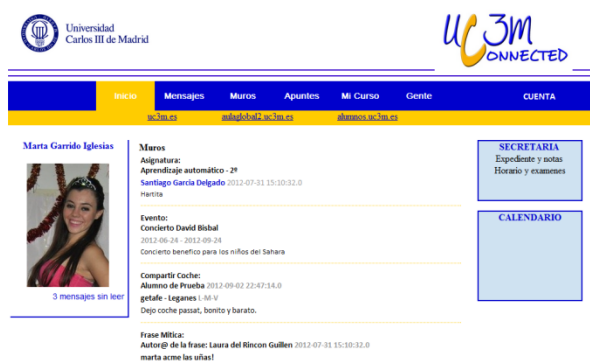 Universidad
Carlos III de Madrid
UC3M
CONNECTED
Inicio Mensajes Muros Apuntes Mi Curso Gente CUENTA
uc3m.es aulaglobal2.uc3m.es alumnos.uc3m.es
Marta Garrido Iglesias
3 mensajes sin leer
Muros
Asignatura:
Aprendizaje automático - 2º
Santiago Garcia Delgado 2012-07-31 15:10:32.0
Hartita
Evento:
Concierto David Bisbal
2012-06-24 - 2012-09-24
Concierto benefico para los niños del Sahara
Compartir Coche:
Alumno de Prueba 2012-09-02 22:47:14.0
getafe - Leganes L-M-V
Dejo coche passat, bonito y barato.
Frase Mítica:
Autor@ de la frase: Laura del Rincon Guillen 2012-07-31 15:10:32.0
marta acme las uñas!
SECRETARIA
Expediente y notas
Horario y examenes
CALENDARIO